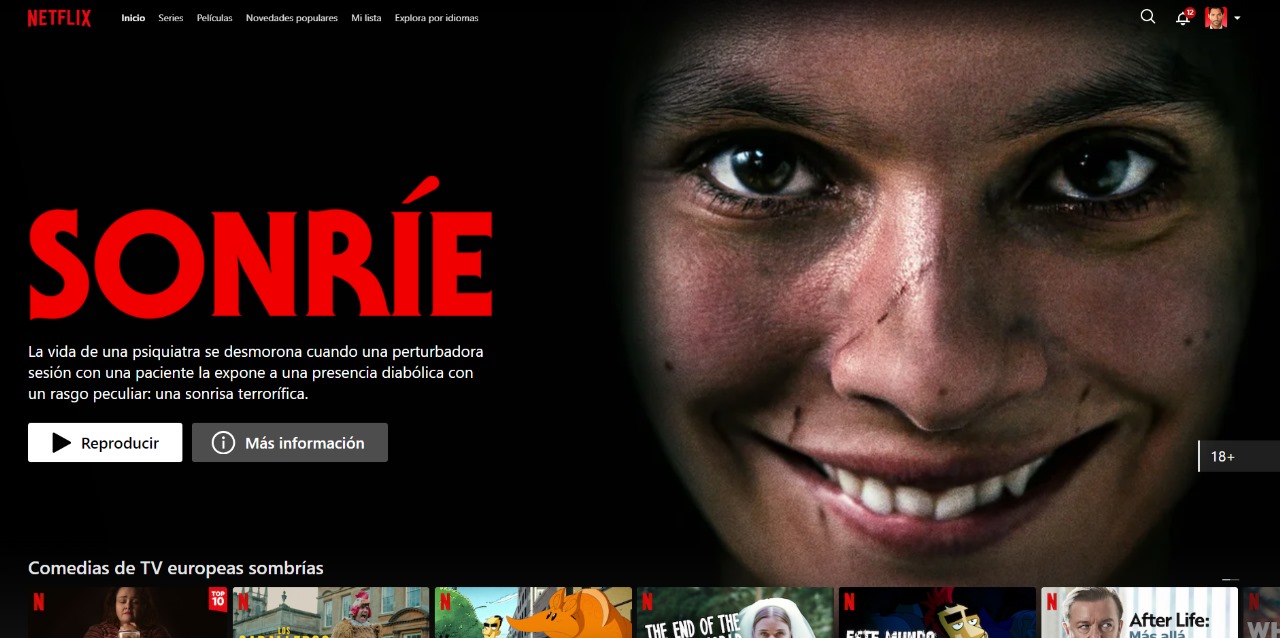 NETFLIX
Inicio
Series
Películas
Novedades populares
Mi lista
Explora por idiomas
12
SONRÍE
La vida de una psiquiatra se desmorona cuando una perturbadora
sesión con una paciente la expone a una presencia diabólica con
un rasgo peculiar: una sonrisa terrorífica.
Reproducir
Más información
18+
Comedias de TV europeas sombrías
N
TOP
10
N
LOS
N
N
THE END OF THE
N
ESTE MUNDO
N
After Life:
Más allá
N